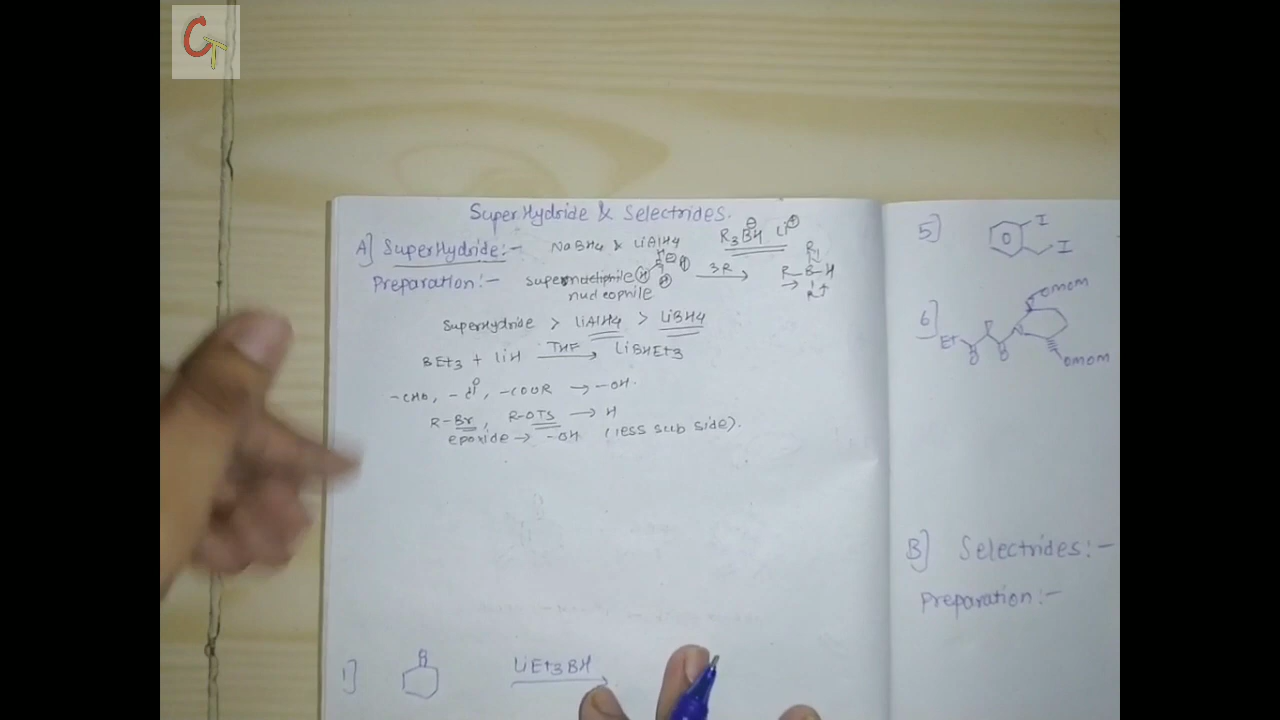 CT
Super Hydride & Selectrides.
A] Super Hydride:- NaBH4 & LiAlH4 R3BH⊖ Li⊕
Preparation:- 3R R-B-H
R R
H H H ⊖
nucleophile
SuperHydride > LiAlH4 > LiBH4
BEt3 + LiH THF → LiBHEt3
-CHO, , -COOR → -OH.
R-Br, R-OTS → H
epoxide → -OH (less sub side).
1] LiEt3BH →
5] I
I
6] Et O O N OMOM
OMOM
B] Selectrides:-
Preparation:-